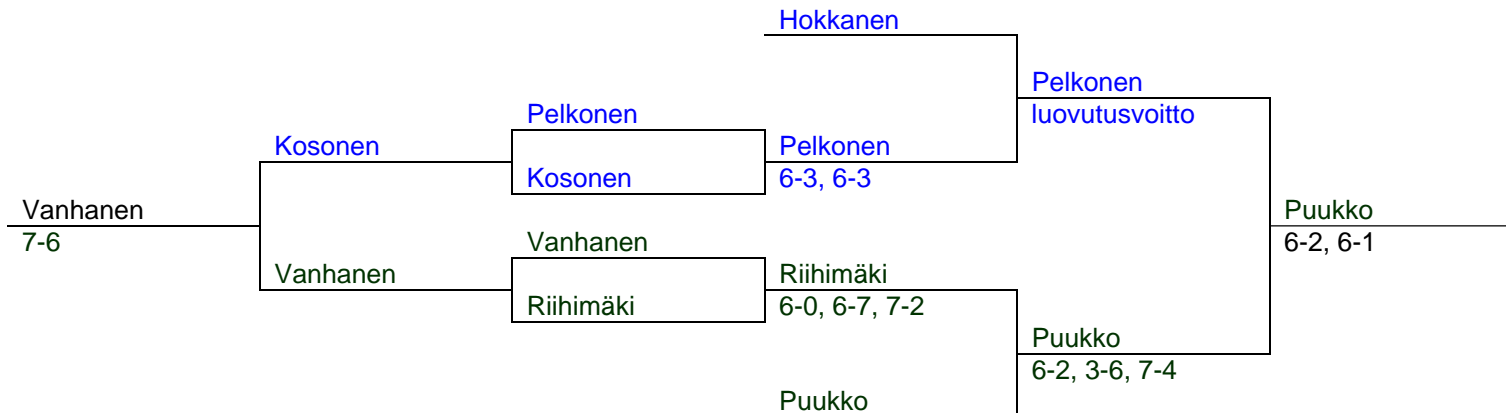 Hokkanen
Pelkonen
luovutusvoitto
Pelkonen
Kosonen
Pelkonen
6-3, 6-3
Kosonen
Vanhanen
7-6
Puukko
6-2, 6-1
Vanhanen
Vanhanen
Riihimäki
6-0, 6-7, 7-2
Riihimäki
Puukko
6-2, 3-6, 7-4
Puukko